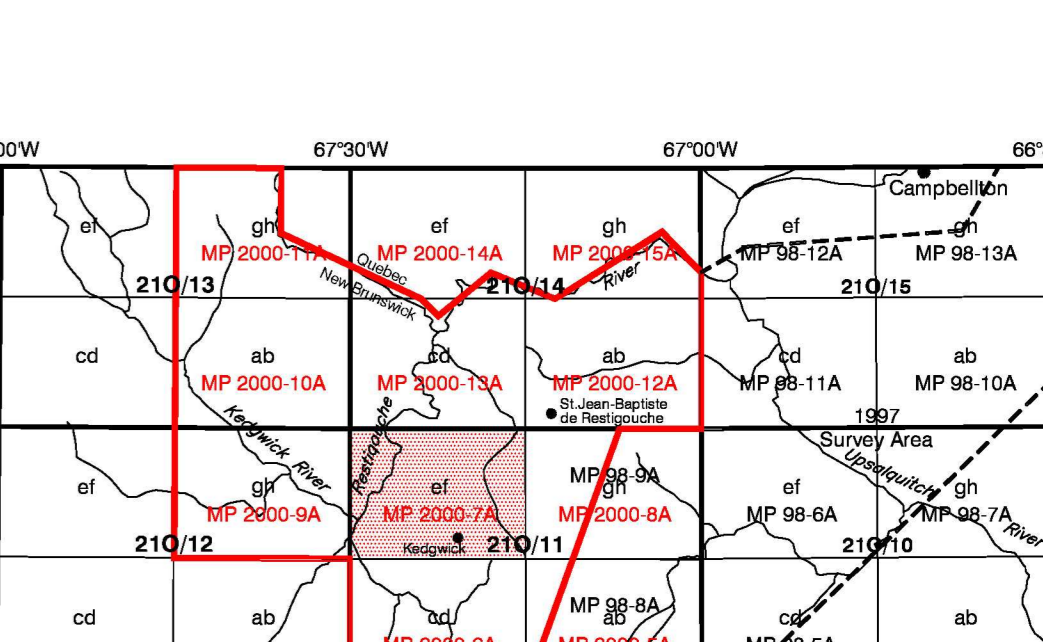 00'W 67°30'W 67°00'W 66°
Campbellton
ef gh ef gh ef gh
MP 2000-11A MP 2000-14A MP 2000-15A MP 98-12A MP 98-13A
Quebec
New Brunswick
River
21O/13 21O/14 21O/15
cd ab cd ab cd ab
MP 2000-10A MP 2000-13A MP 2000-12A MP 98-11A MP 98-10A
St.Jean-Baptiste
de Restigouche
1997
Survey Area
Kedgwick River
Restigouche
Upsalquitch
River
MP 98-9A
ef gh ef gh ef gh
MP 2000-9A MP 2000-7A MP 2000-8A MP 98-6A MP 98-7A
Kedgwick
21O/12 21O/11 21O/10
MP 98-8A
cd ab cd ab cd ab